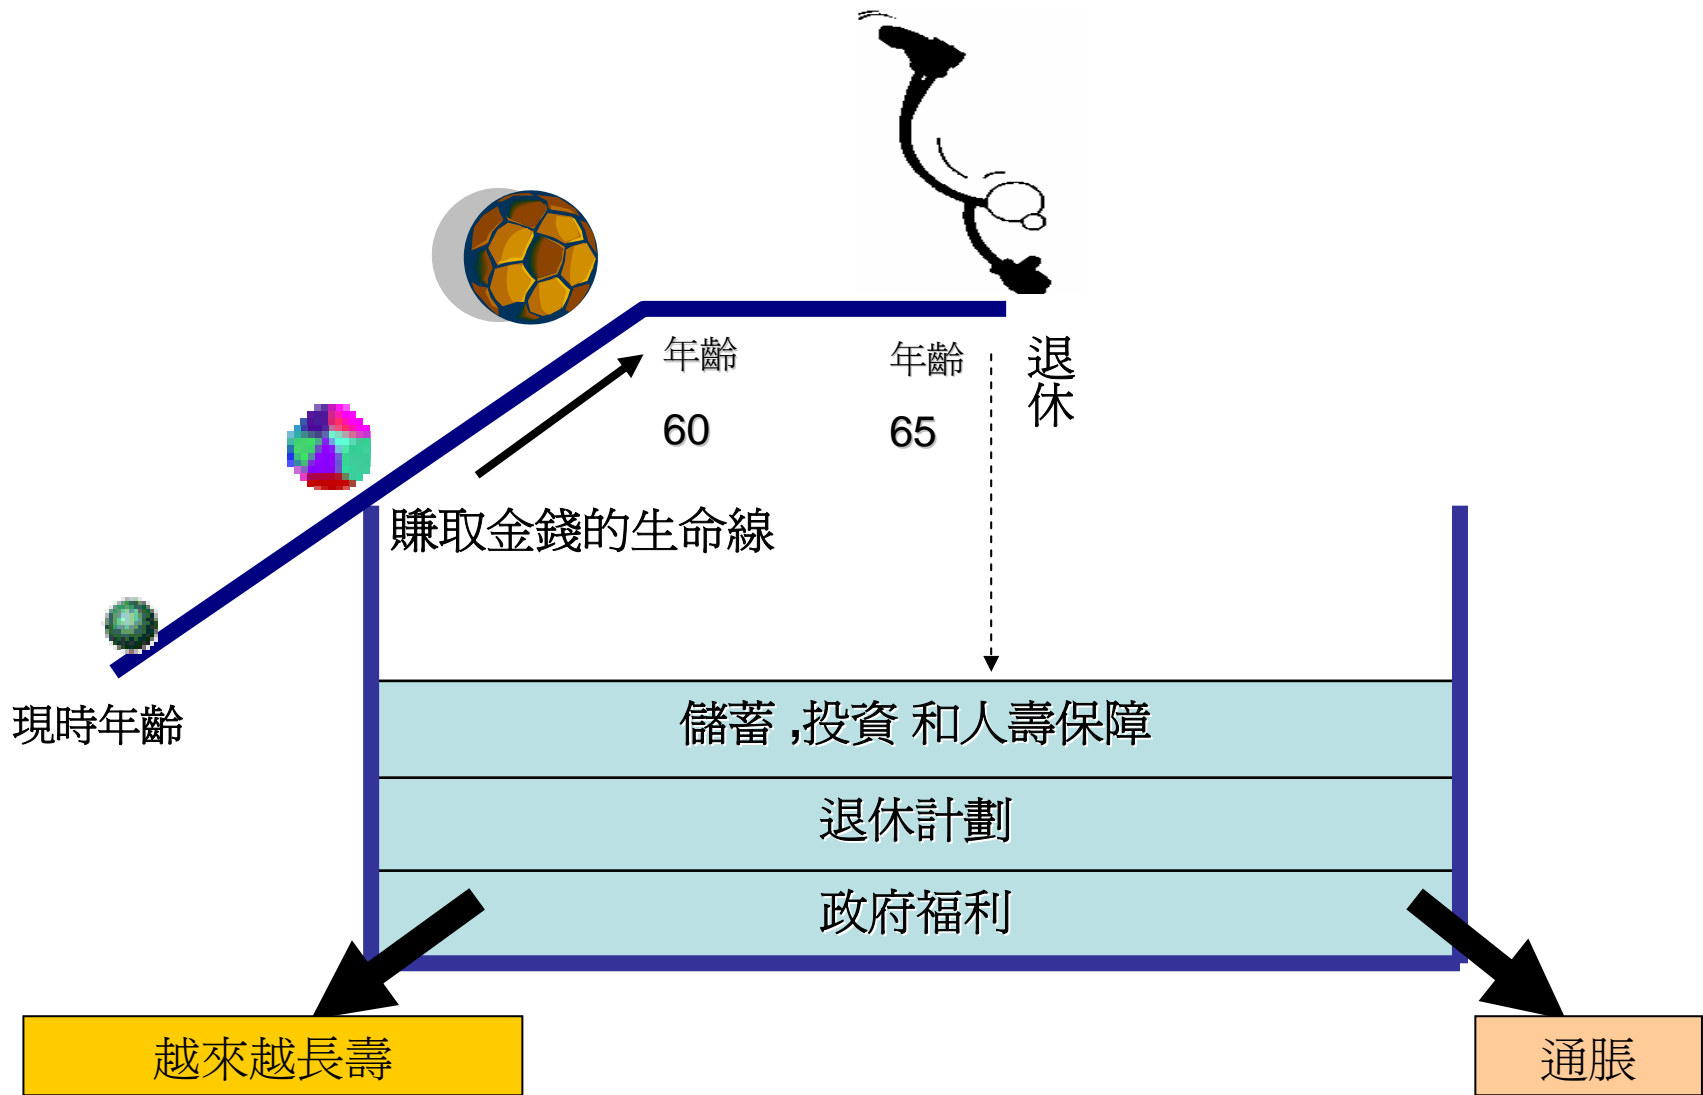 年齡
60
年齡
65
退休
賺取金錢的生命線
現時年齡
儲蓄 ,投資 和人壽保障
退休計劃
政府福利
越來越長壽
通脹